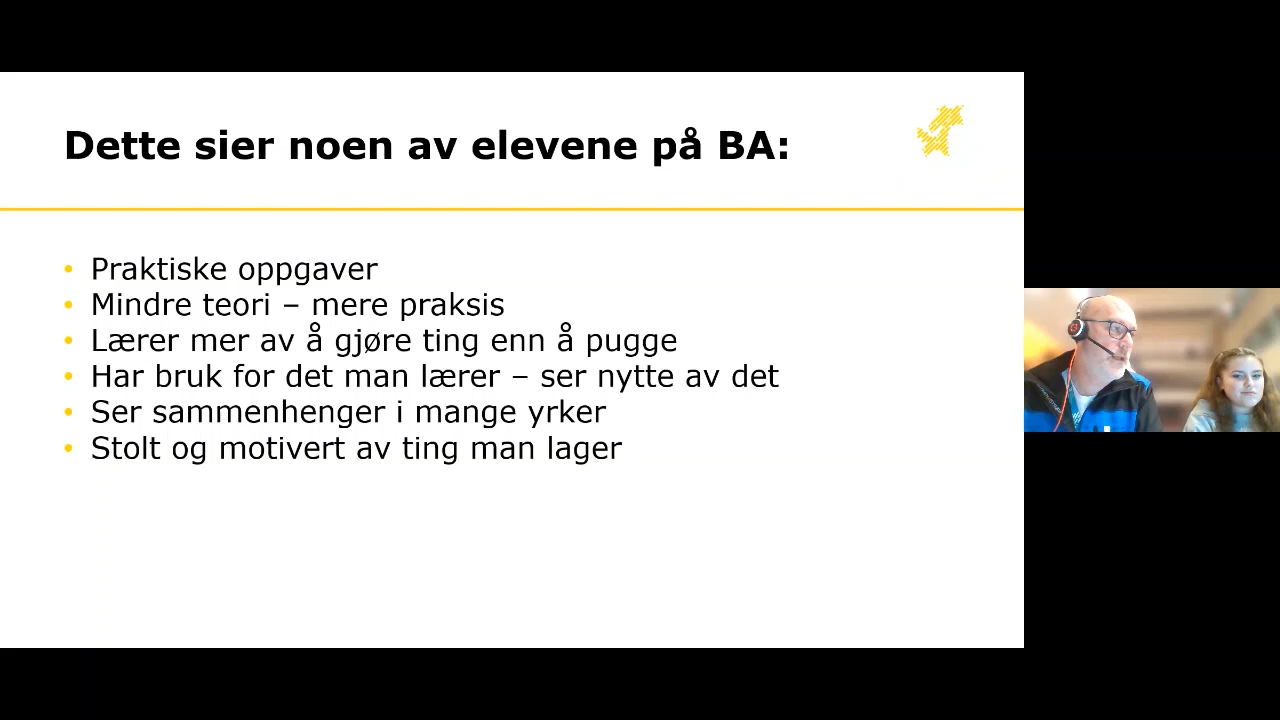 Dette sier noen av elevene på BA:
• Praktiske oppgaver
• Mindre teori – mere praksis
• Lærer mer av å gjøre ting enn å pugge
• Har bruk for det man lærer – ser nytte av det
• Ser sammenhenger i mange yrker
• Stolt og motivert av ting man lager